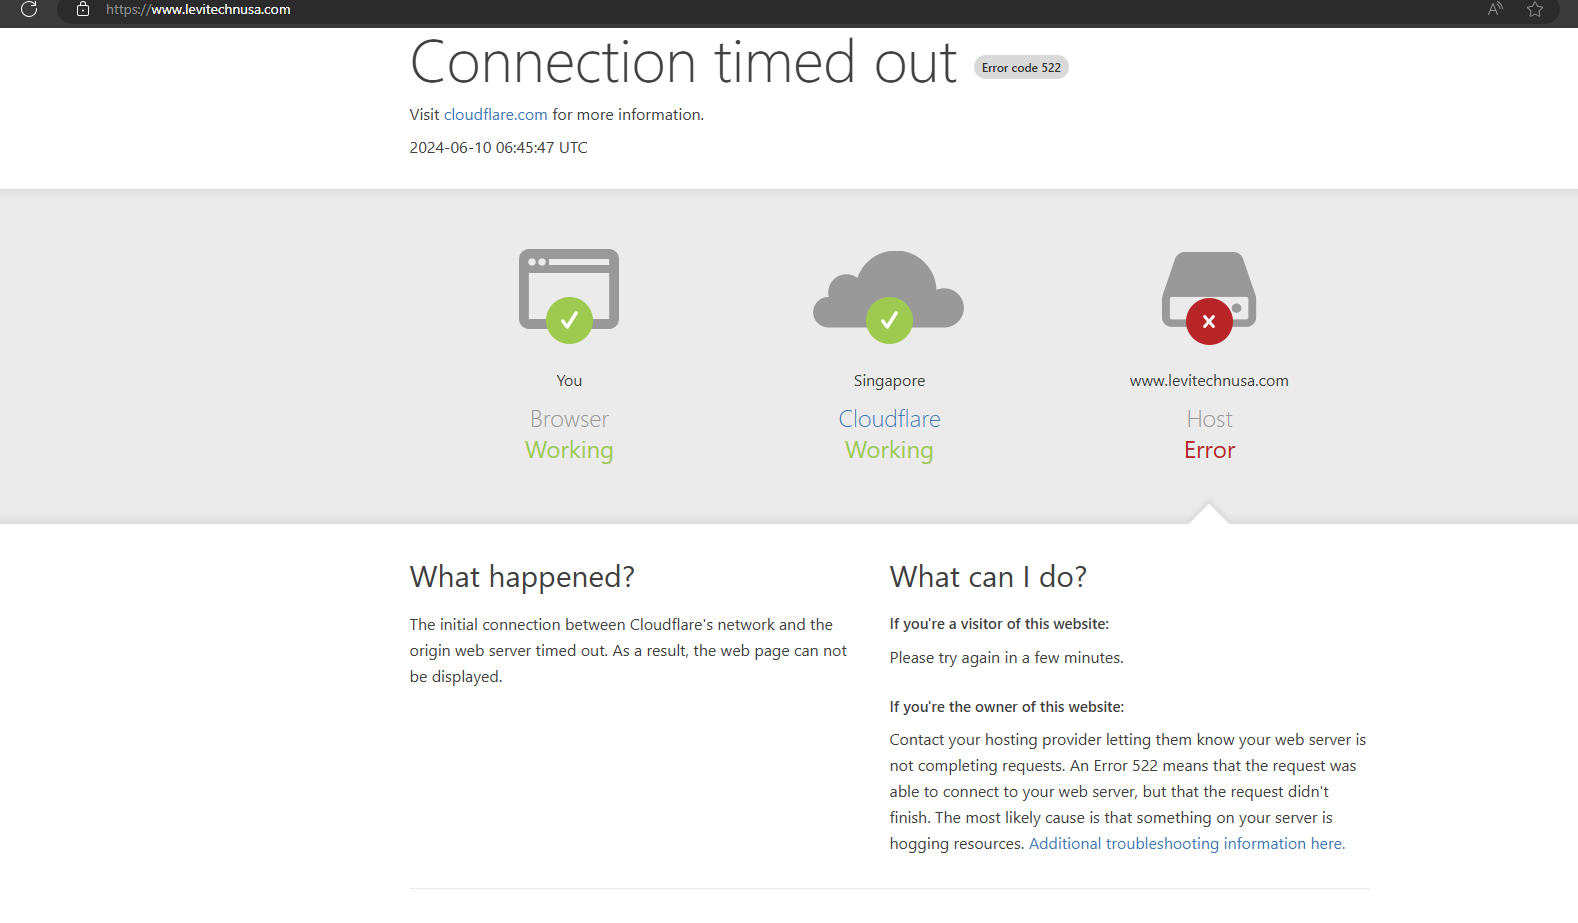 https://www.levitechnusa.com
Connection timed out Error code 522
Visit cloudflare.com for more information.
2024-06-10 06:45:47 UTC
You
Browser
Working
Singapore
Cloudflare
Working
www.levitechnusa.com
Host
Error
What happened?
The initial connection between Cloudflare's network and the
origin web server timed out. As a result, the web page can not
be displayed.
What can I do?
If you're a visitor of this website:
Please try again in a few minutes.
If you're the owner of this website:
Contact your hosting provider letting them know your web server is
not completing requests. An Error 522 means that the request was
able to connect to your web server, but that the request didn't
finish. The most likely cause is that something on your server is
hogging resources. Additional troubleshooting information here.